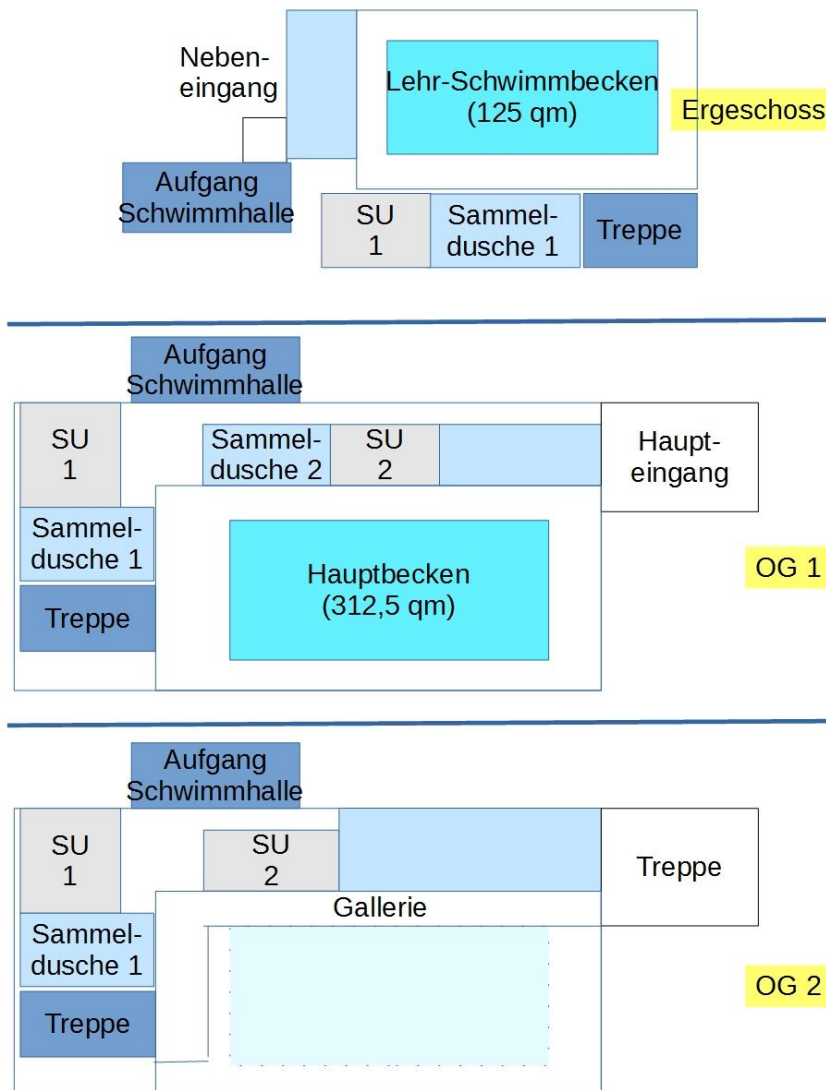 Neben-
eingang
Lehr-Schwimmbecken
(125 qm)
Ergeschoss
Aufgang
Schwimmhalle
SU
1
Sammel-
dusche 1
Treppe
Aufgang
Schwimmhalle
SU
1
Sammel-
dusche 2
SU
2
Haupt-
eingang
Sammel-
dusche 1
Hauptbecken
(312,5 qm)
OG 1
Treppe
Aufgang
Schwimmhalle
SU
1
SU
2
Treppe
Gallerie
Sammel-
dusche 1
OG 2
Treppe